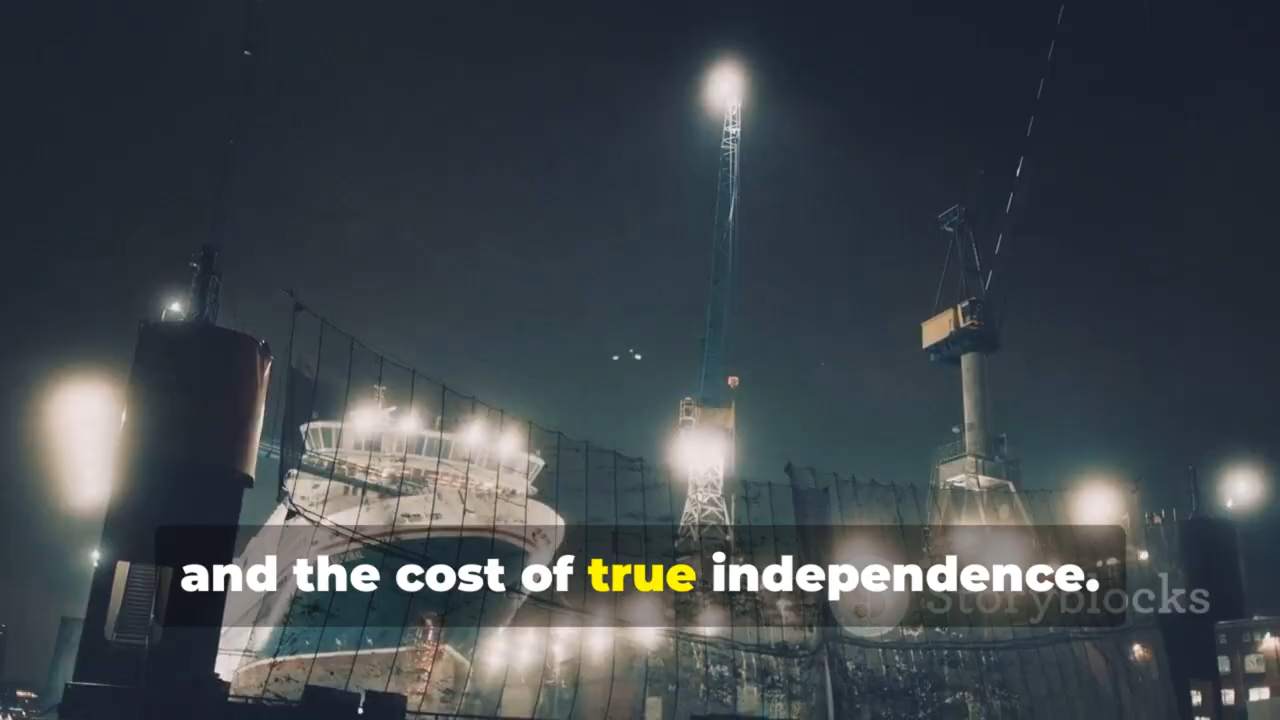 and the cost of true independence.
Storyblocks